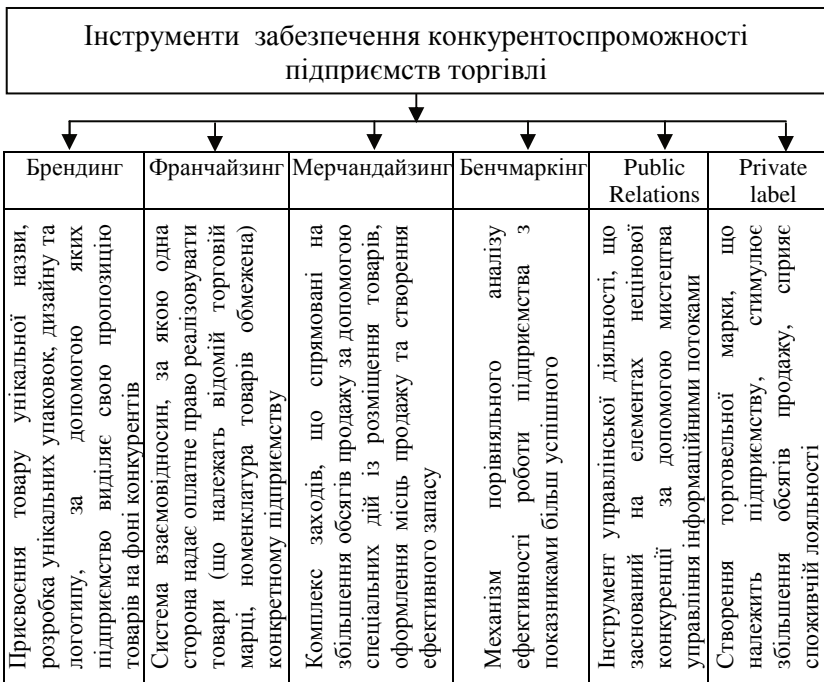 Інструменти забезпечення конкурентоспроможності
підприємств торгівлі
Брендинг
Присвоєння товару унікальної назви,
розробка унікальних упаковок, дизайну та
логотипу, за допомогою яких
підприємство виділяє свою пропозицію
товарів на фоні конкурентів
Франчайзинг
Система взаємовідносин, за якою одна
сторона надає оплатне право реалізовувати
товари (що належать відомій торговій
марці, номенклатура товарів обмежена)
конкретному підприємству
Мерчандайзинг
Комплекс заходів, що спрямовані на
збільшення обсягів продажу за допомогою
спеціальних дій із розміщення товарів,
оформлення місць продажу та створення
ефективного запасу
Бенчмаркінг
Механізм порівняльного аналізу
ефективності роботи підприємства з
показниками більш успішного
Public
Relations
Інструмент управлінської діяльності, що
заснований на елементах нецінової
конкуренції за допомогою мистецтва
управління інформаційними потоками
Private
label
Створення торговельної марки, що
належить підприємству, стимулює
збільшення обсягів продажу, сприяє
споживчій лояльності